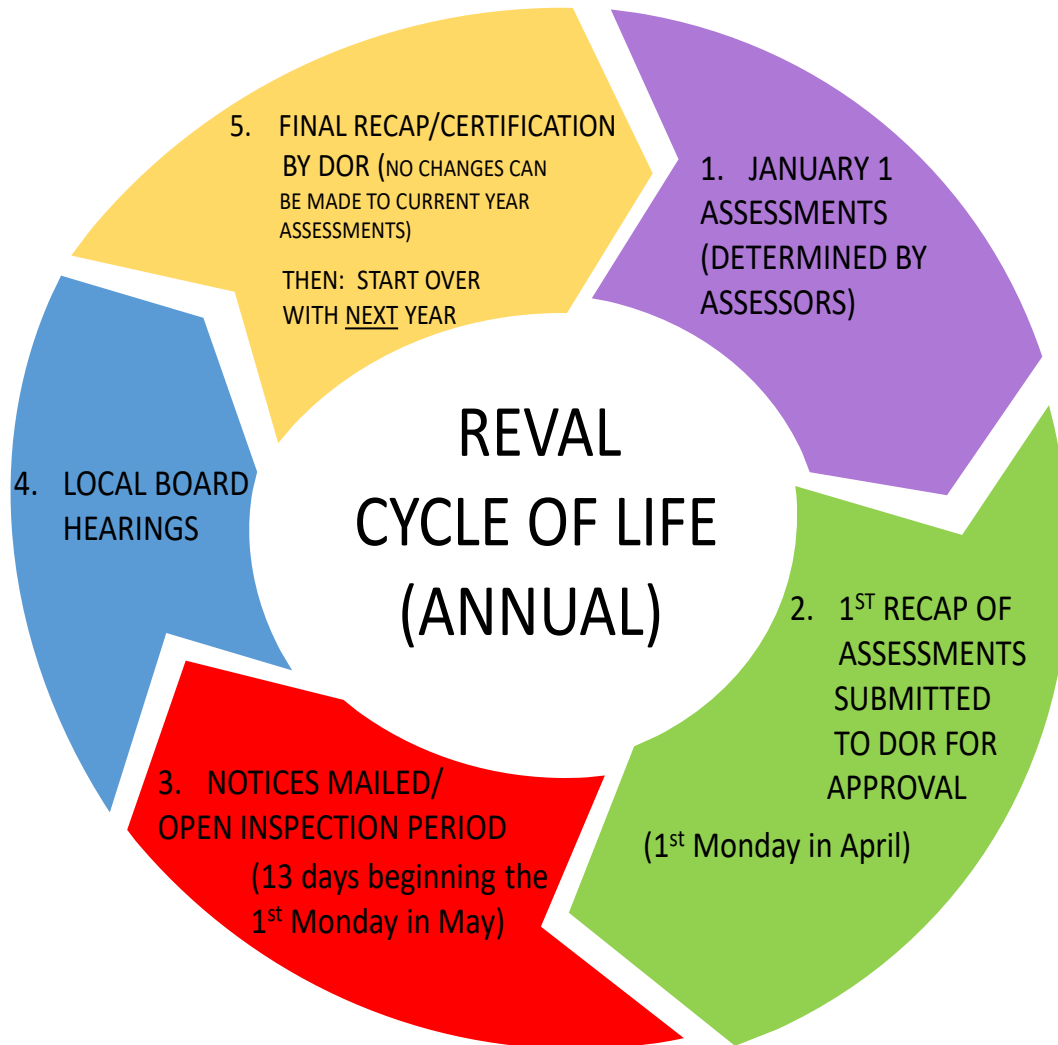 REVAL
CYCLE OF LIFE
(ANNUAL)
1. JANUARY 1
ASSESSMENTS
(DETERMINED BY
ASSESSORS)
2. 1ST RECAP OF
ASSESSMENTS
SUBMITTED
TO DOR FOR
APPROVAL
(1st Monday in April)
3. NOTICES MAILED/
OPEN INSPECTION PERIOD
(13 days beginning the
1st Monday in May)
4. LOCAL BOARD
HEARINGS
5. FINAL RECAP/CERTIFICATION
BY DOR (NO CHANGES CAN
BE MADE TO CURRENT YEAR
ASSESSMENTS)
THEN: START OVER
WITH NEXT YEAR